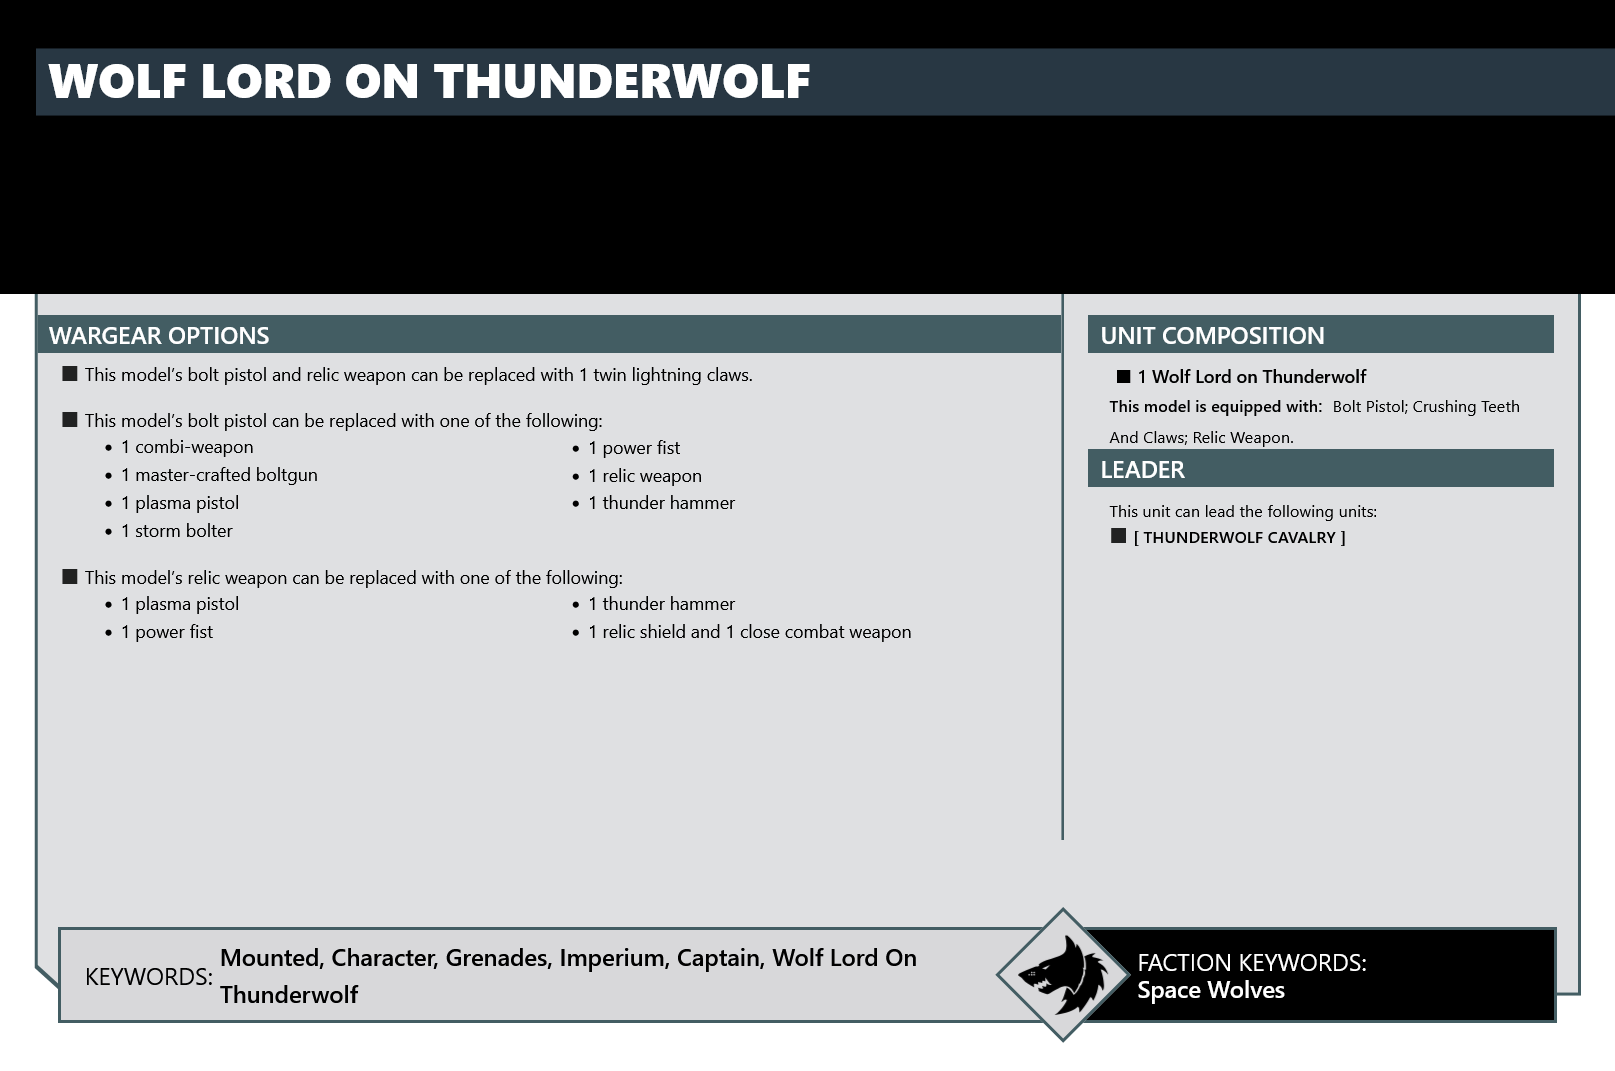 WOLF LORD ON THUNDERWOLF
WARGEAR OPTIONS
This model's bolt pistol and relic weapon can be replaced with 1 twin lightning claws.
This model's bolt pistol can be replaced with one of the following:
1 combi-weapon
1 master-crafted boltgun
1 plasma pistol
1 storm bolter
1 power fist
1 relic weapon
1 thunder hammer
This model's relic weapon can be replaced with one of the following:
1 plasma pistol
1 power fist
1 thunder hammer
1 relic shield and 1 close combat weapon
UNIT COMPOSITION
1 Wolf Lord on Thunderwolf
This model is equipped with: Bolt Pistol; Crushing Teeth
And Claws; Relic Weapon.
LEADER
This unit can lead the following units:
[ THUNDERWOLF CAVALRY ]
KEYWORDS: Mounted, Character, Grenades, Imperium, Captain, Wolf Lord On
Thunderwolf
FACTION KEYWORDS:
Space Wolves